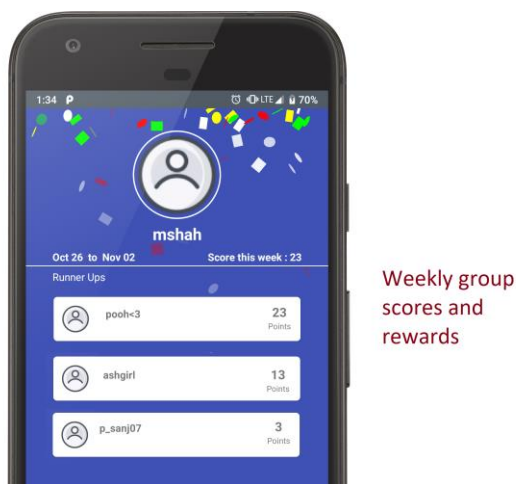 1:34 LTE 70%
mshah
Oct 26 to Nov 02 Score this week : 23
Runner Ups
pooh<3 23
Points
ashgirl 13
Points
p_sanj07 3
Points
Weekly group
scores and
rewards